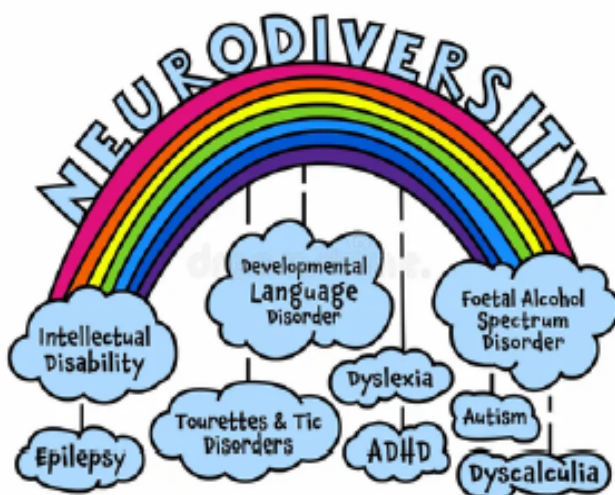 NEURODIVERSITY
Developmental
Language
Disorder
Foetal Alcohol
Spectrum
Disorder
Intellectual
Disability
Dyslexia
Tourettes & Tic
Disorders
Autism
Epilepsy
ADHD
Dyscalculia